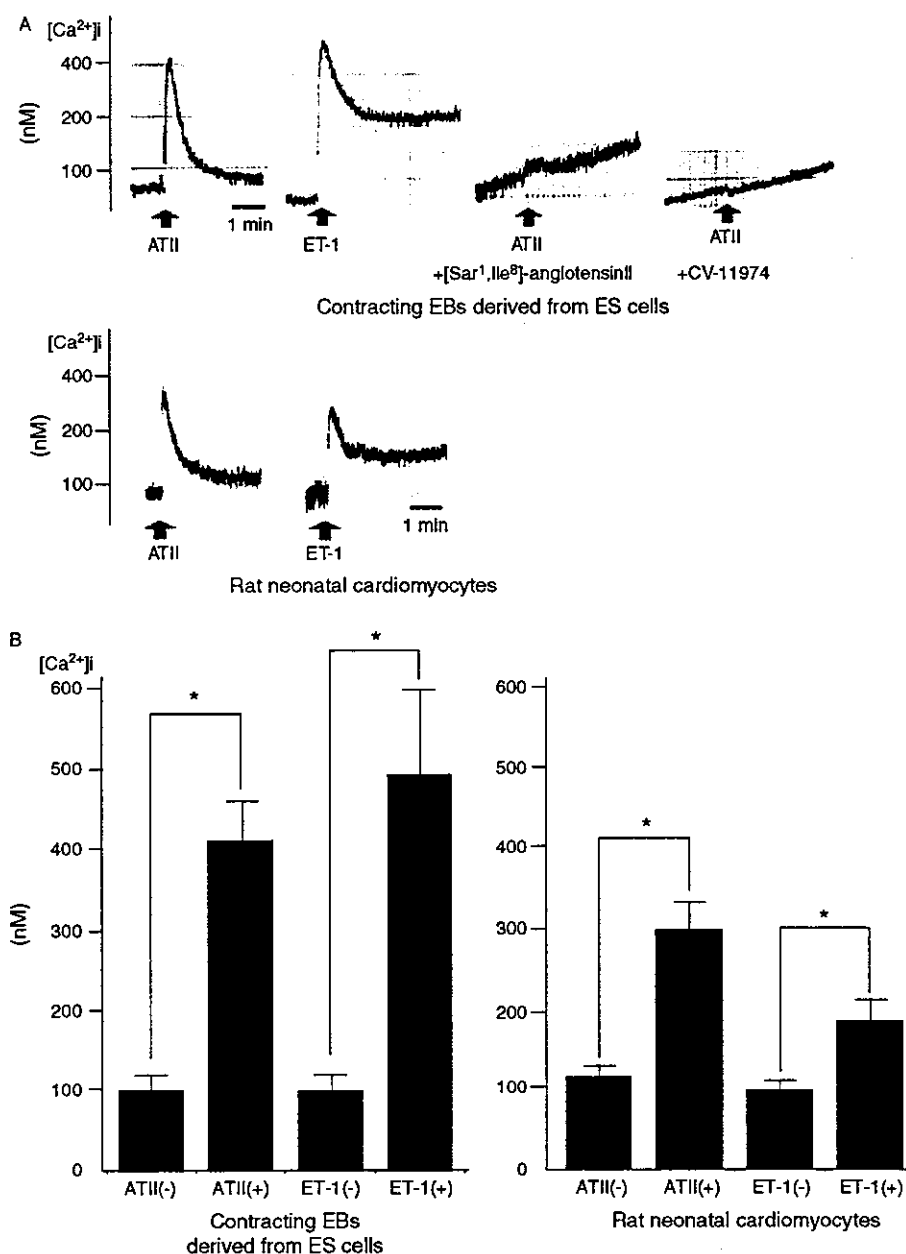 A
[Ca2+]i
400
200
100
(nM)
ATII
1 min
ET-1
ATII
+[Sar1,Ile8]-anglotensinII
ATII
+CV-11974
Contracting EBs derived from ES cells
[Ca2+]i
400
200
100
(nM)
ATII
ET-1
1 min
Rat neonatal cardiomyocytes
B
[Ca2+]i
600
500
400
300
200
100
0
(nM)
*
*
ATII(-) ATII(+) ET-1(-) ET-1(+)
Contracting EBs
derived from ES cells
600
500
400
300
200
100
0
*
*
ATII(-) ATII(+) ET-1(-) ET-1(+)
Rat neonatal cardiomyocytes